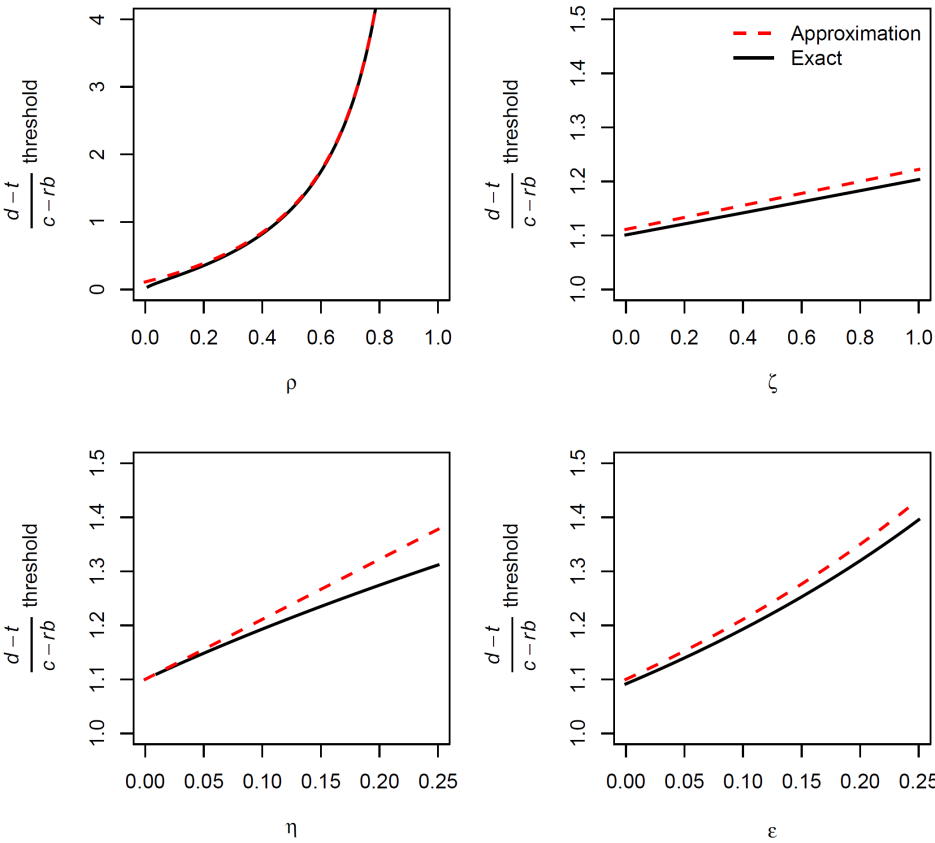 4
3
2
1
0
d − t
c − rb
threshold
0.0 0.2 0.4 0.6 0.8 1.0
ρ
1.5
1.4
1.3
1.2
1.1
1.0
d − t
c − rb
threshold
Approximation
Exact
0.0 0.2 0.4 0.6 0.8 1.0
ζ
1.5
1.4
1.3
1.2
1.1
1.0
d − t
c − rb
threshold
0.00 0.05 0.10 0.15 0.20 0.25
η
1.5
1.4
1.3
1.2
1.1
1.0
d − t
c − rb
threshold
0.00 0.05 0.10 0.15 0.20 0.25
ε